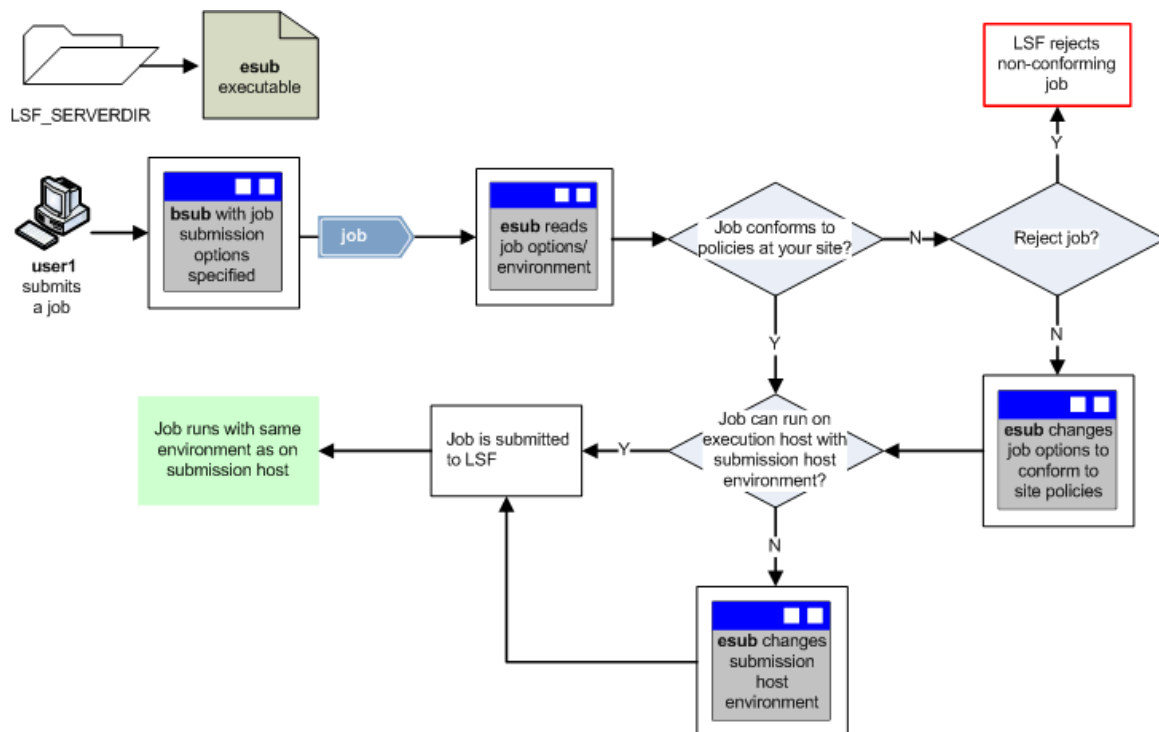 esub
executable
LSF_SERVERDIR
LSF rejects
non-conforming
job
Y
user1
submits
a job
bsub with job
submission
options
specified
job
esub reads
job options/
environment
Job conforms to
policies at your site?
N
Reject job?
Y
N
Job runs with same
environment as on
submission host
Job is submitted
to LSF
Y
Job can run on
execution host with
submission host
environment?
esub changes
job options to
conform to
site policies
N
esub changes
submission
host
environment